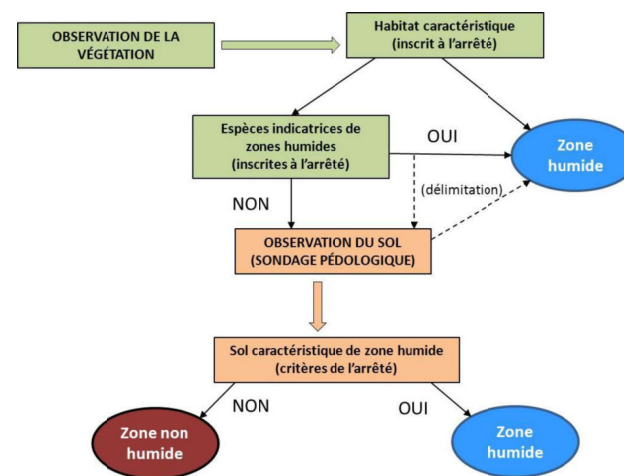 OBSERVATION DE LA
VÉGÉTATION
Habitat caractéristique
(inscrit à l'arrêté)
Espèces indicatrices de
zones humides
(inscrites à l'arrêté)
OUI
Zone
humide
(délimitation)
NON
OBSERVATION DU SOL
(SONDAGE PÉDOLOGIQUE)
Sol caractéristique de zone humide
(critères de l'arrêté)
NON
OUI
Zone non
humide
Zone
humide